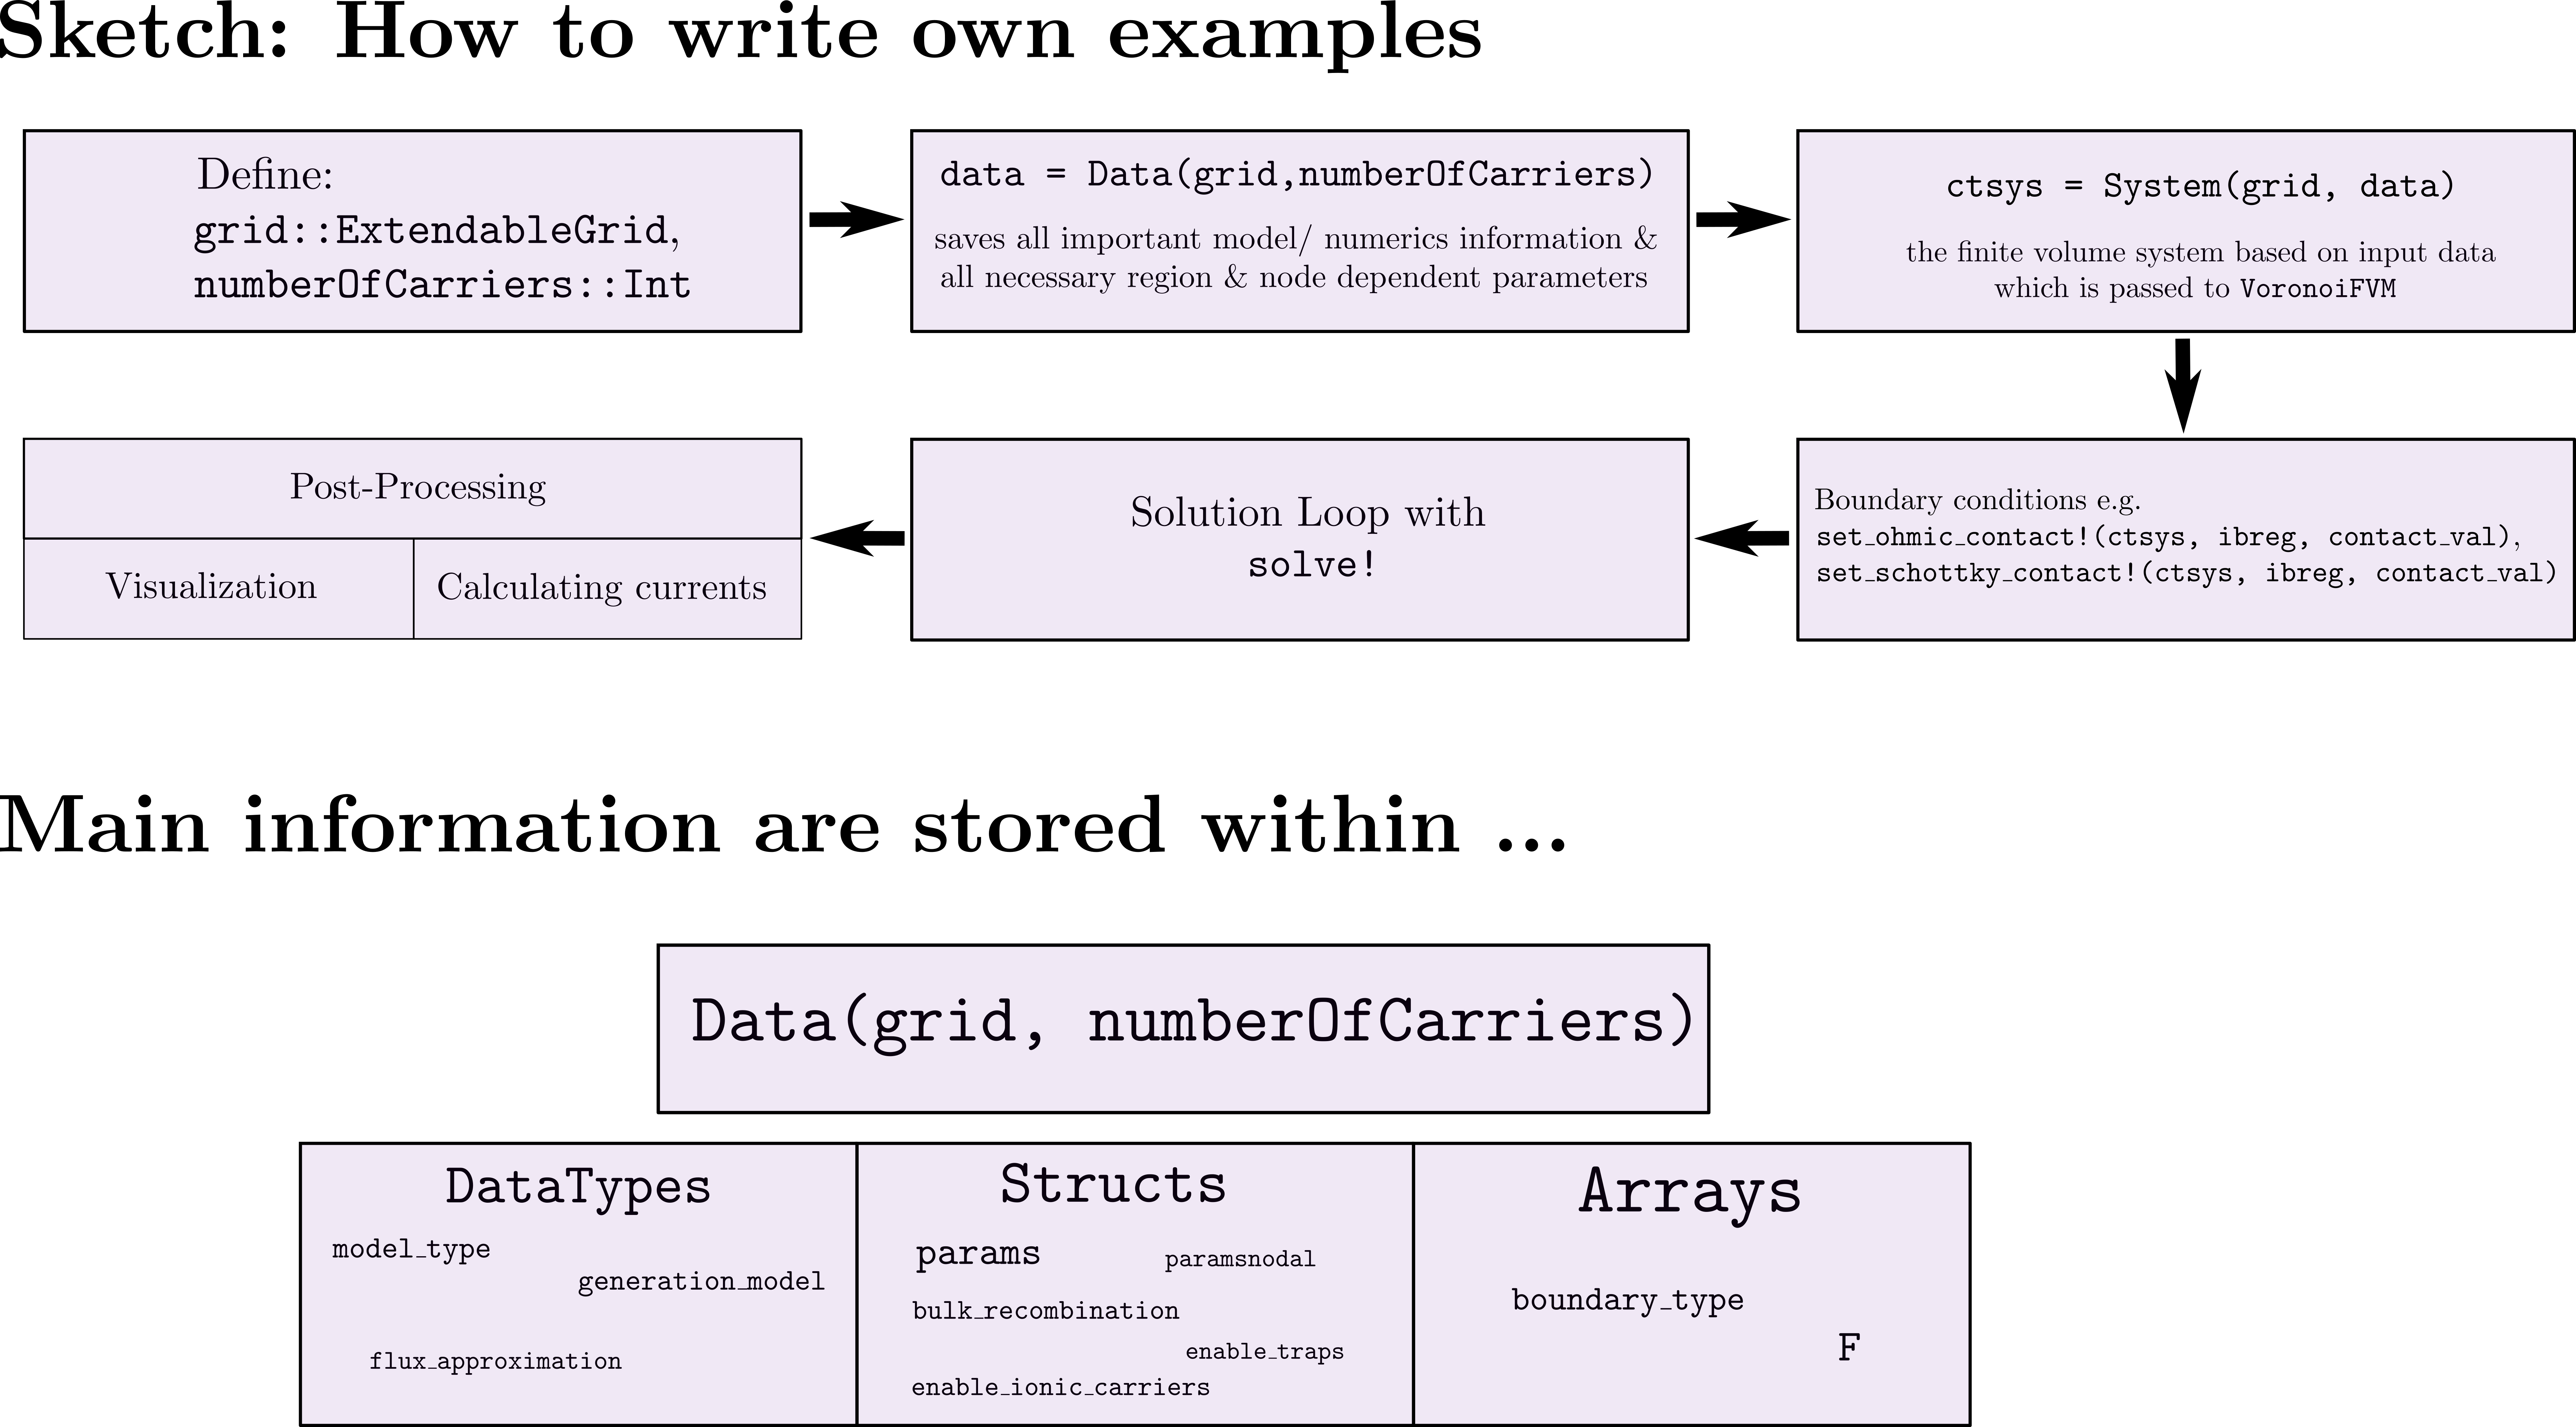 Sketch: How to write own examples
Define:
grid::ExtendableGrid,
numberOfCarriers::Int
data = Data(grid,numberOfCarriers)
saves all important model/ numerics information &
all necessary region & node dependent parameters
ctsys = System(grid, data)
the finite volume system based on input data
which is passed to VoronoiFVM
Boundary conditions e.g.
set_ohmic_contact!(ctsys, ibreg, contact_val),
set_schottky_contact!(ctsys, ibreg, contact_val)
Solution Loop with
solve!
Post-Processing
Visualization
Calculating currents
Main information are stored within ...
Data(grid, numberOfCarriers)
DataTypes
model_type
generation_model
flux_approximation
Structs
params
paramsnodal
bulk_recombination
enable_traps
enable_ionic_carriers
Arrays
boundary_type
F